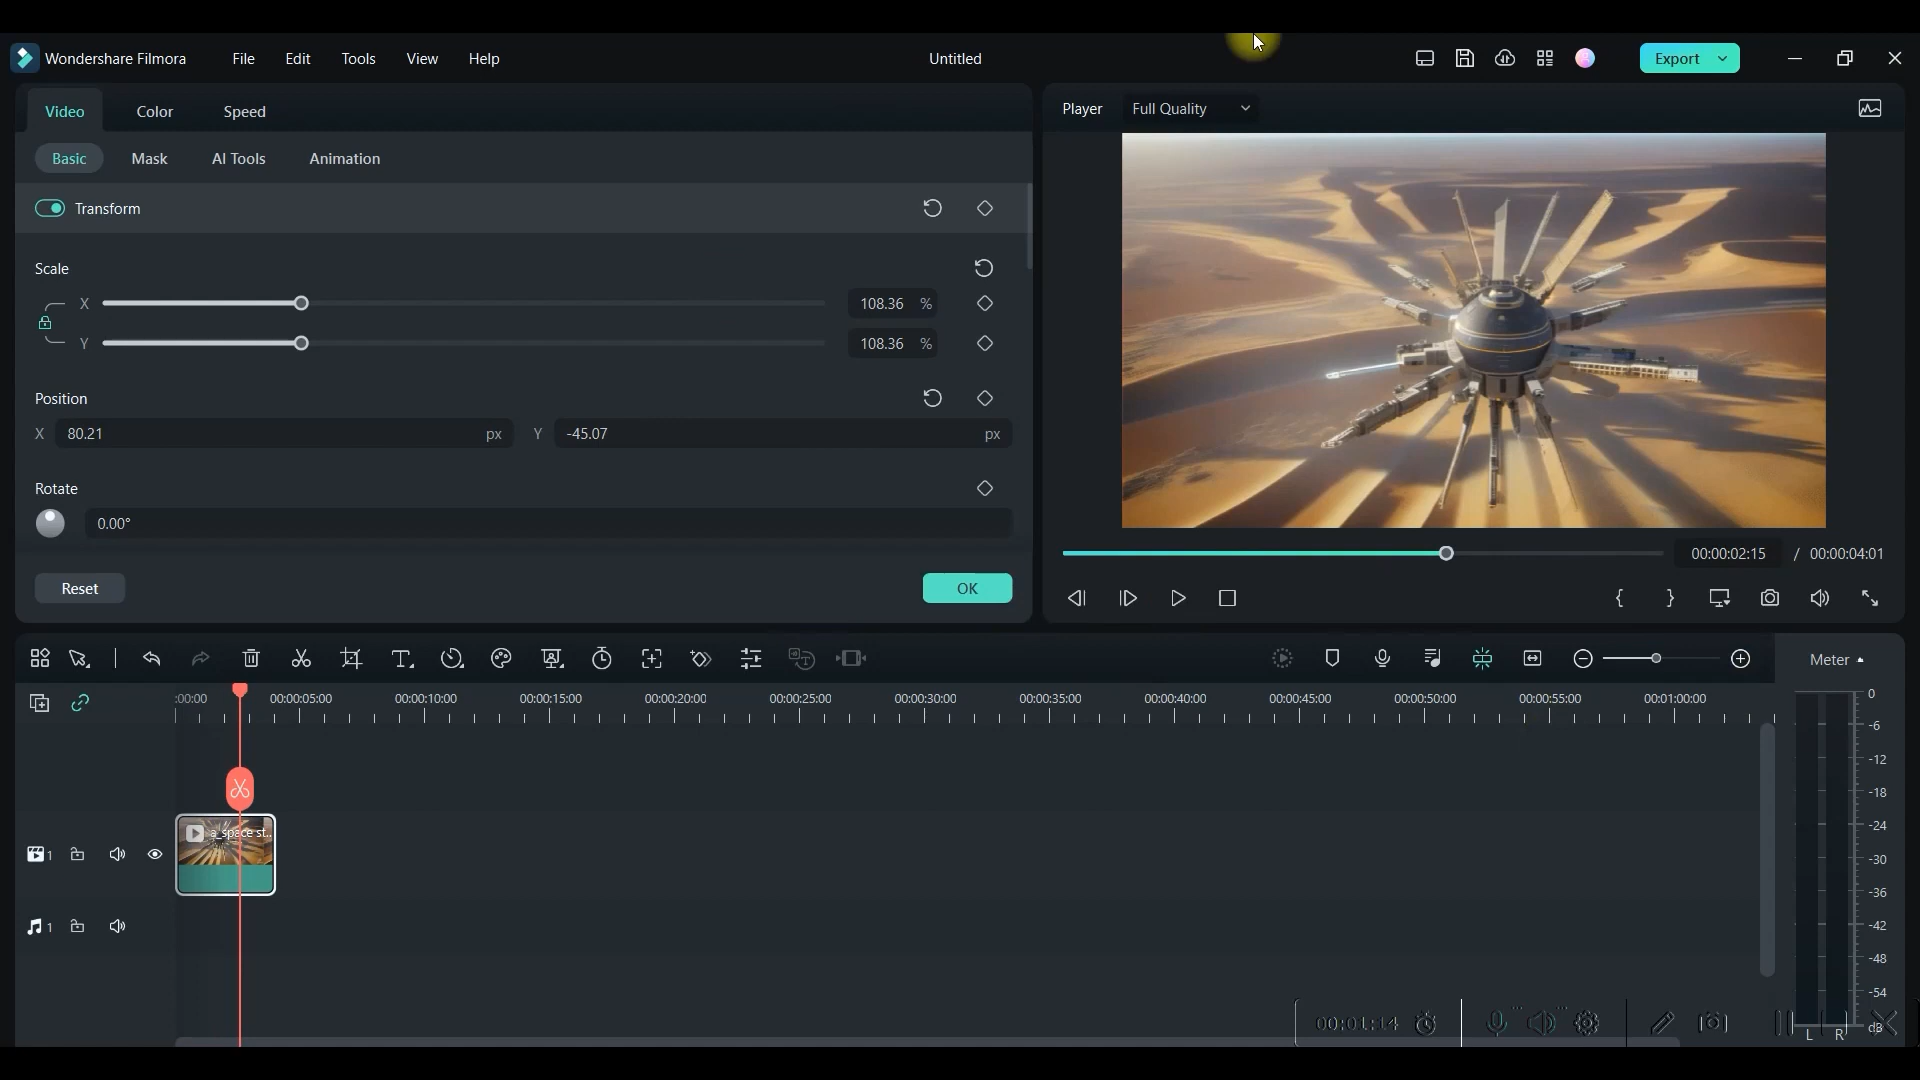 Wondershare Filmora File Edit Tools View Help Untitled Export
Video Color Speed
Player Full Quality
Basic Mask AI Tools Animation
Transform
Scale
X 108.36 %
Y 108.36 %
Position
X 80.21 px Y -45.07 px
Rotate
0.00°
00:00:02:15 / 00:00:04:01
Reset OK
Meter
:00:00 00:00:05:00 00:00:10:00 00:00:15:00 00:00:20:00 00:00:25:00 00:00:30:00 00:00:35:00 00:00:40:00 00:00:45:00 00:00:50:00 00:00:55:00 00:01:00:00
0
-6
-12
-18
-24
-30
-36
-42
-48
-54
dB
a_space st..
1
1
00:01:14
L R